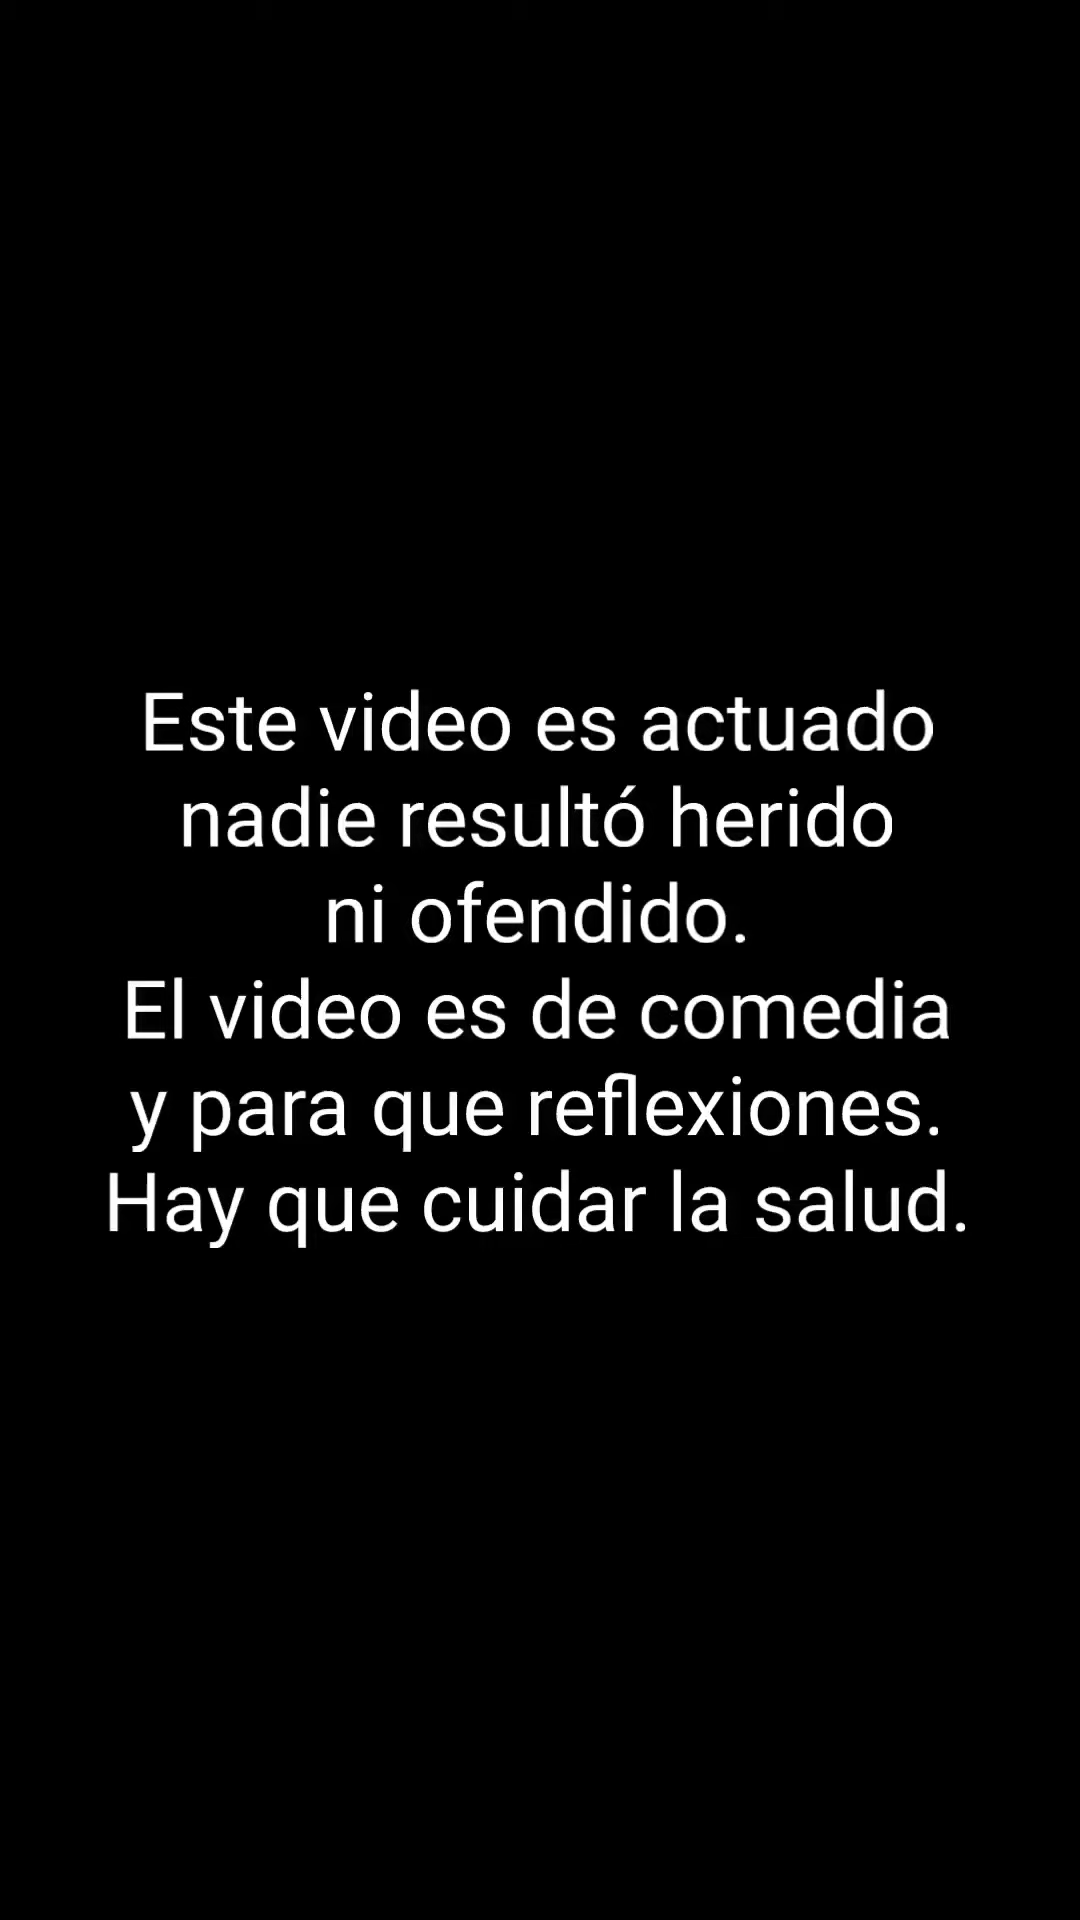 Este video es actuado
nadie resultó herido
ni ofendido.
El video es de comedia
y para que reflexiones.
Hay que cuidar la salud.